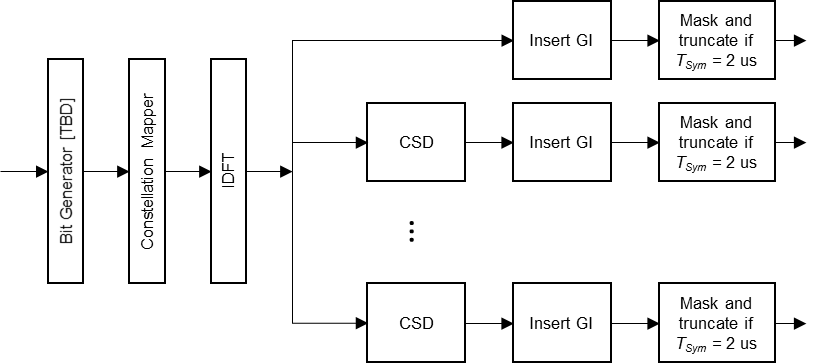 Bit Generator [TBD]
Constellation Mapper
IDFT
Insert GI
Mask and
truncate if
TSym = 2 us
CSD
Insert GI
Mask and
truncate if
TSym = 2 us
⋮
CSD
Insert GI
Mask and
truncate if
TSym = 2 us